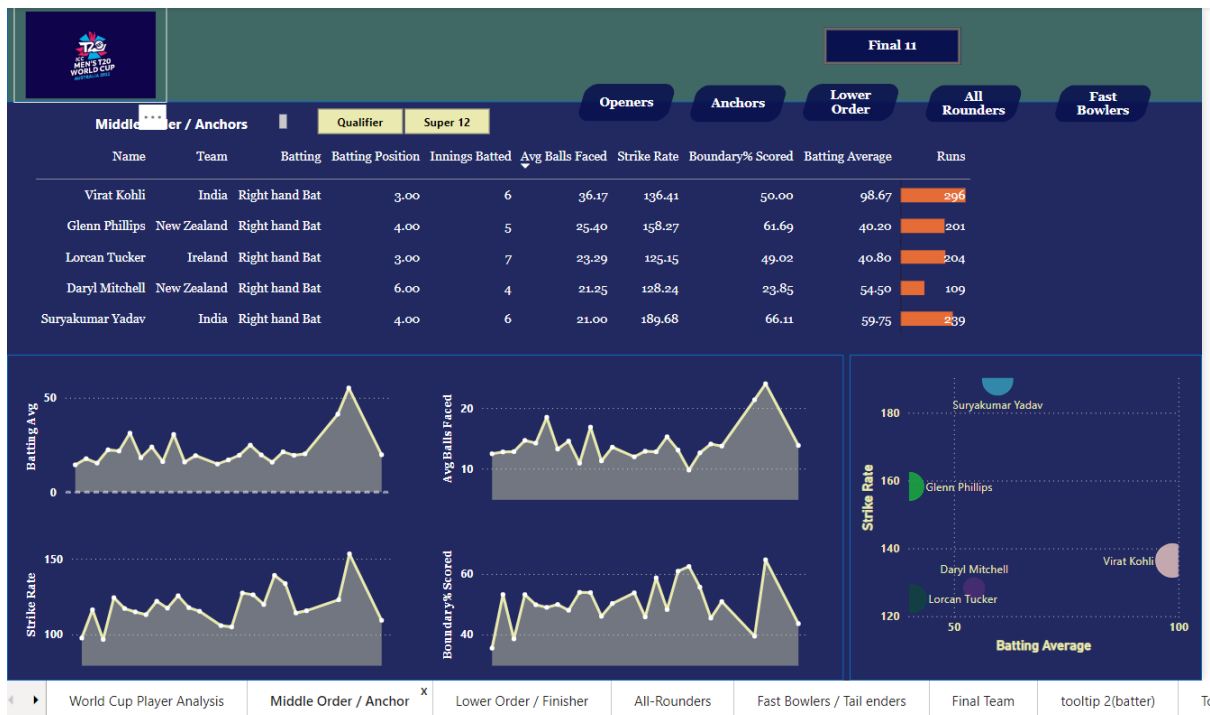 T20
ICC
MEN'S T20
WORLD CUP
AUSTRALIA 2022
Final 11
Openers
Anchors
Lower
Order
All
Rounders
Fast
Bowlers
...
Middle
er / Anchors
Qualifier
Super 12
Name Team Batting Batting Position Innings Batted Avg Balls Faced Strike Rate Boundary% Scored Batting Average Runs
Virat Kohli India Right hand Bat 3.00 6 36.17 136.41 50.00 98.67 296
Glenn Phillips New Zealand Right hand Bat 4.00 5 25.40 158.27 61.69 40.20 201
Lorcan Tucker Ireland Right hand Bat 3.00 7 23.29 125.15 49.02 40.80 204
Daryl Mitchell New Zealand Right hand Bat 6.00 4 21.25 128.24 23.85 54.50 109
Suryakumar Yadav India Right hand Bat 4.00 6 21.00 189.68 66.11 59.75 239
Batting Avg
50
0
Avg Balls Faced
20
10
Strike Rate
150
100
Boundary% Scored
60
40
Strike Rate
180
160
140
120
Suryakumar Yadav
Glenn Phillips
Virat Kohli
Daryl Mitchell
Lorcan Tucker
50
100
Batting Average
World Cup Player Analysis
Middle Order / Anchor
x
Lower Order / Finisher
All-Rounders
Fast Bowlers / Tail enders
Final Team
tooltip 2(batter)